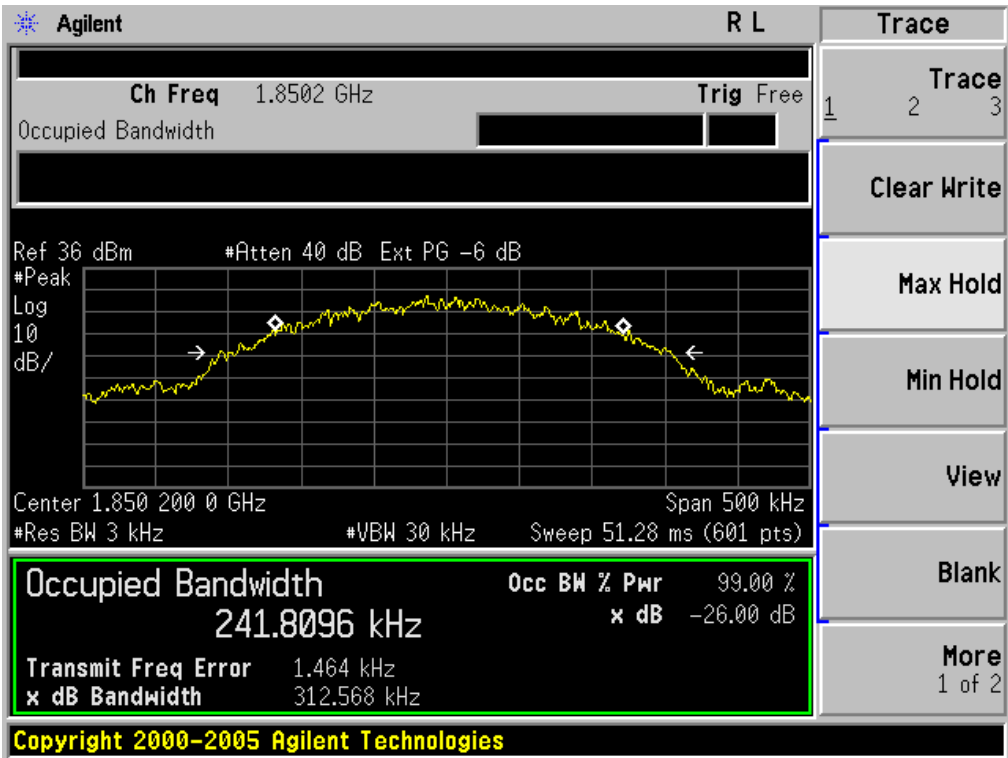 Agilent R L Trace
Ch Freq 1.8502 GHz Trig Free
Occupied Bandwidth
Trace
1 2 3
Clear Write
Max Hold
Min Hold
View
Blank
More
1 of 2
Ref 36 dBm #Atten 40 dB Ext PG -6 dB
#Peak
Log
10
dB/
Center 1.850 200 0 GHz Span 500 kHz
#Res BW 3 kHz #VBW 30 kHz Sweep 51.28 ms (601 pts)
Occupied Bandwidth
241.8096 kHz
Occ BW % Pwr 99.00 %
x dB -26.00 dB
Transmit Freq Error 1.464 kHz
x dB Bandwidth 312.568 kHz
Copyright 2000-2005 Agilent Technologies